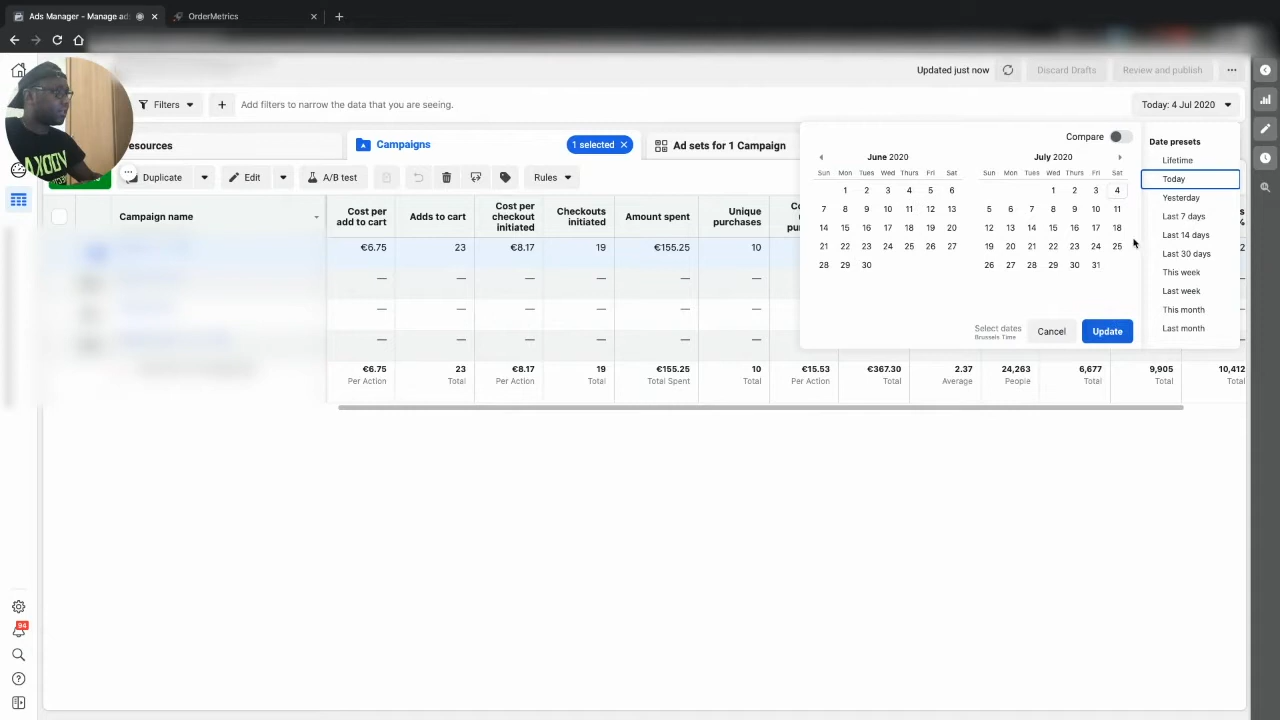 Ads Manager - Manage ad
OrderMetrics
Updated just now
Discard Drafts
Review and publish
Filters
Add filters to narrow the data that you are seeing.
Today: 4 Jul 2020
esources
Campaigns
1 selected
Ad sets for 1 Campaign
Duplicate
Edit
A/B test
Rules
Compare
June 2020
July 2020
Sun Mon Tues Wed Thurs Fri Sat
Sun Mon Tues Wed Thurs Fri Sat
1 2 3 4 5 6
1 2 3 4
7 8 9 10 11 12 13
5 6 7 8 9 10 11
14 15 16 17 18 19 20
12 13 14 15 16 17 18
21 22 23 24 25 26 27
19 20 21 22 23 24 25
28 29 30
26 27 28 29 30 31
Select dates
Brussels Time
Cancel
Update
Date presets
Lifetime
Today
Yesterday
Last 7 days
Last 14 days
Last 30 days
This week
Last week
This month
Last month
Campaign name
Cost per add to cart
Adds to cart
Cost per checkout initiated
Checkouts initiated
Amount spent
Unique purchases
€6.75 23 €8.17 19 €155.25 10
— — — — — —
— — — — — —
— — — — — —
€6.75 23 €8.17 19 €155.25 10 €15.53 €367.30 2.37 24,263 6,677 9,905 10,412
Per Action Total Per Action Total Total Spent Total Per Action Total Average People Total Total Total
94